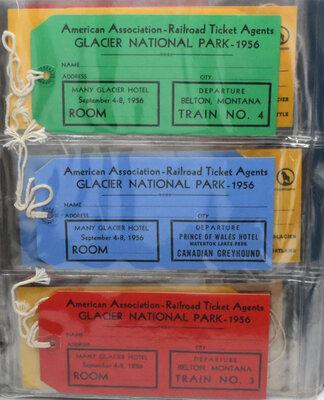 American Association-Railroad Ticket Agents
GLACIER NATIONAL PARK-1956
NAME
ADDRESS CITY
MANY GLACIER HOTEL
September 4-8, 1956
ROOM
DEPARTURE
BELTON, MONTANA
TRAIN NO. 4
American Association-Railroad Ticket Agents
GLACIER NATIONAL PARK-1956
NAME
ADDRESS CITY
MANY GLACIER HOTEL
September 4-8, 1956
ROOM
DEPARTURE
PRINCE OF WALES HOTEL
WATERTON LAKES PARK
CANADIAN GREYHOUND
GLACIER
American Association-Railroad Ticket Agents
GLACIER NATIONAL PARK-1956
NAME
ADDRESS CITY
MANY GLACIER HOTEL
September 4-8, 1956
ROOM
DEPARTURE
BELTON, MONTANA
TRAIN NO. 3